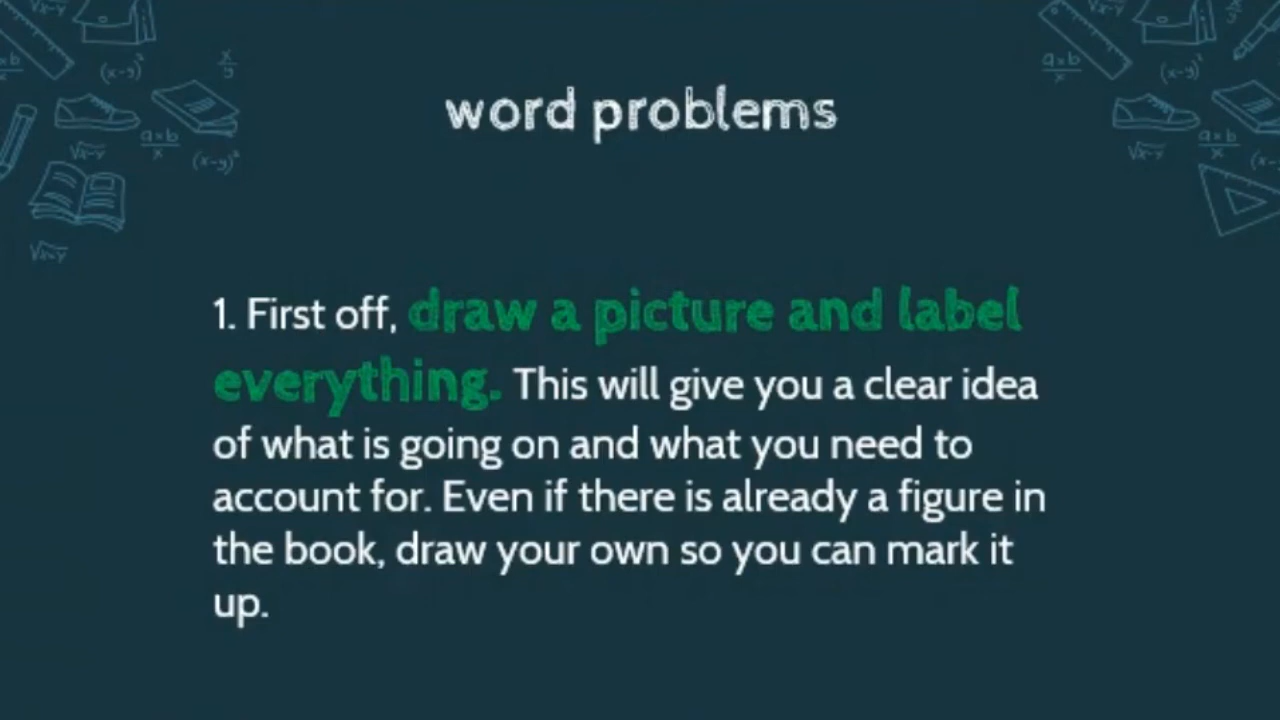 word problems
1. First off, draw a picture and label
everything. This will give you a clear idea
of what is going on and what you need to
account for. Even if there is already a figure in
the book, draw your own so you can mark it
up.